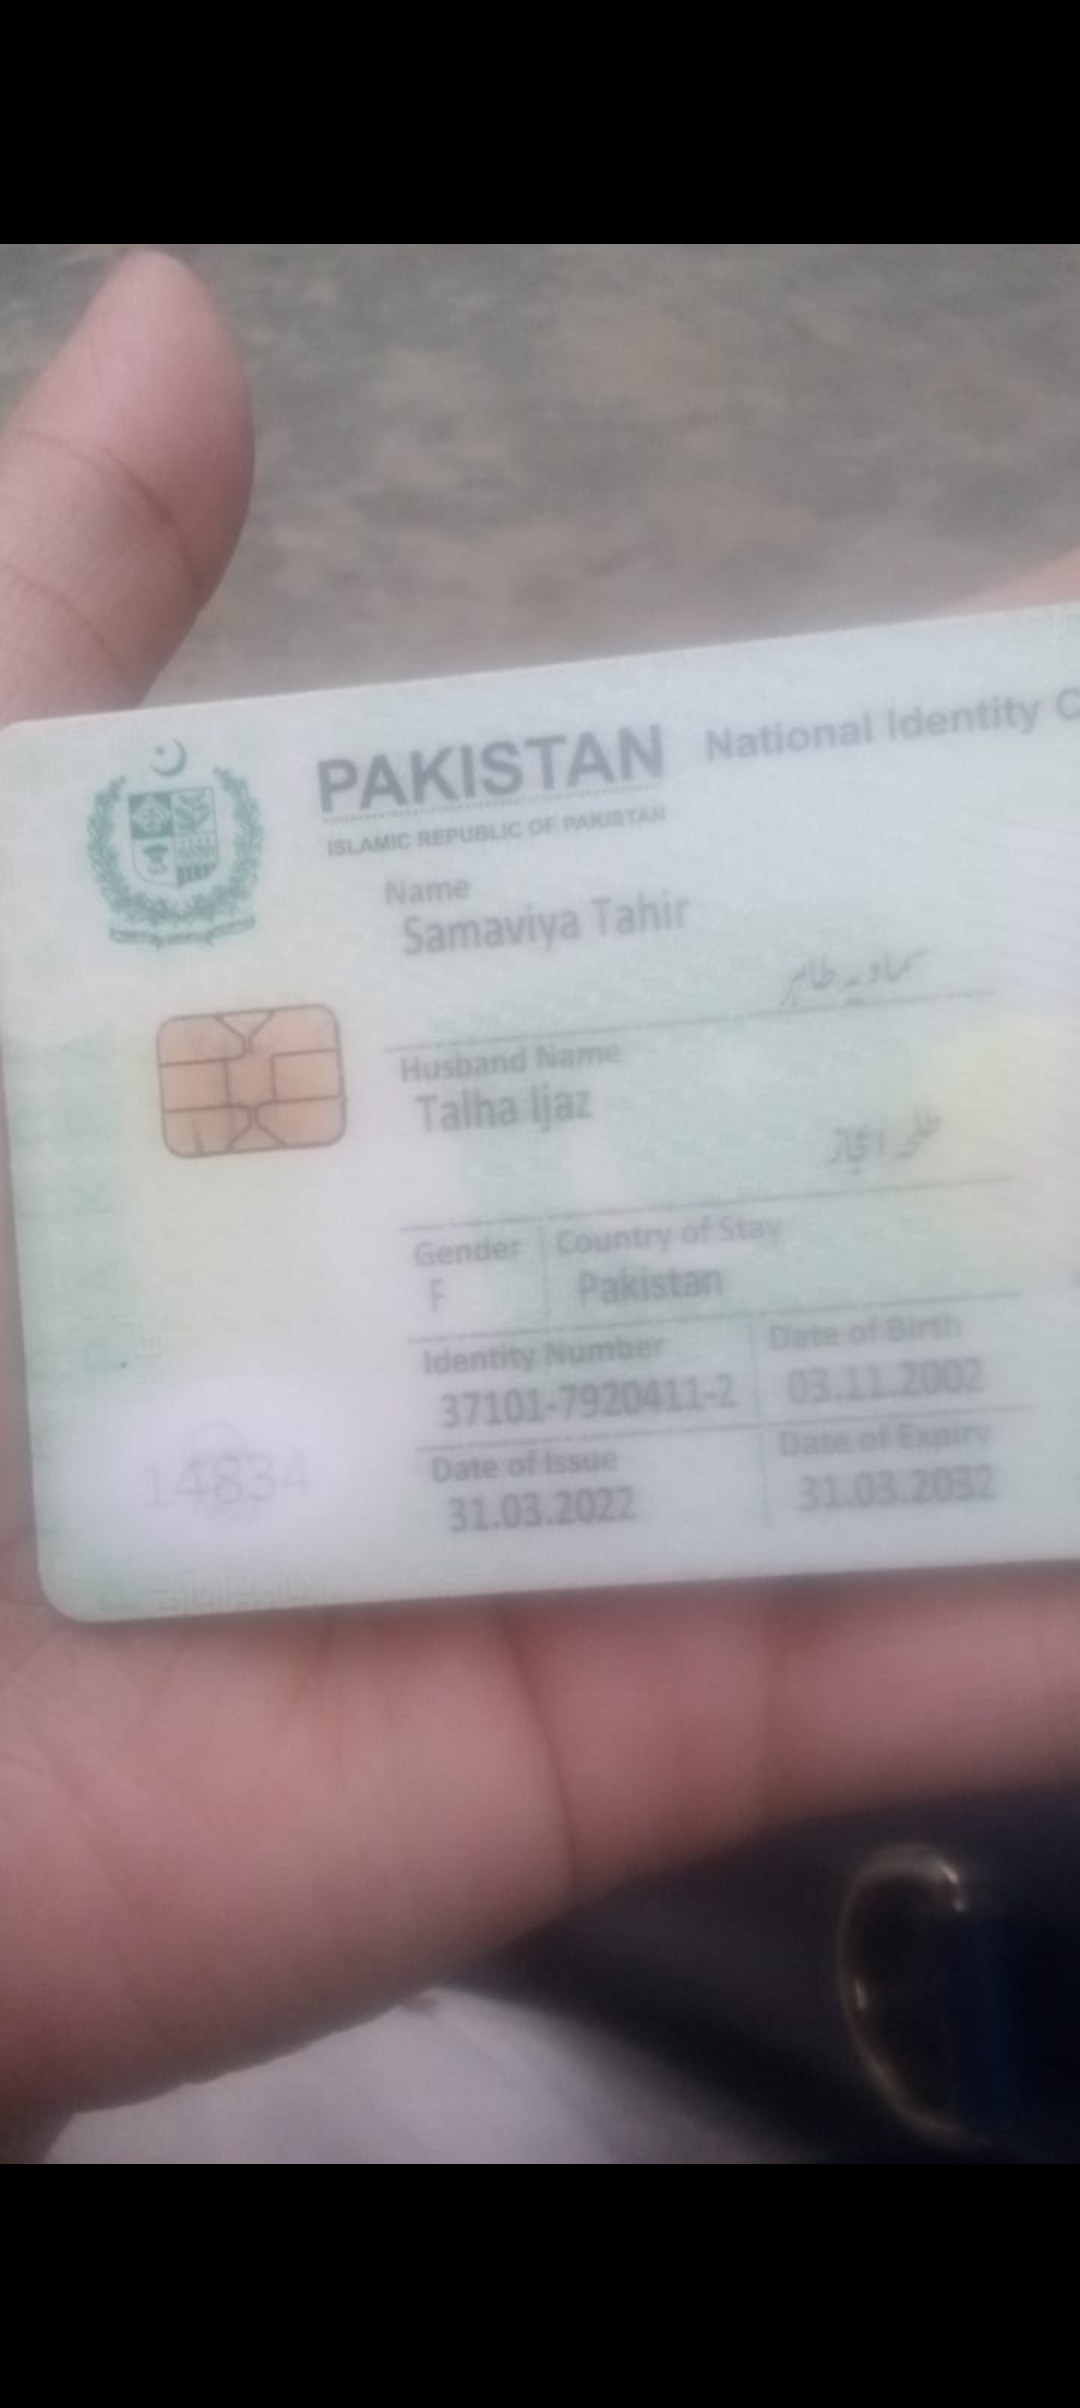 PAKISTAN National Identity C
ISLAMIC REPUBLIC OF PAKISTAN
Name
Samaviya Tahir
سماویہ طاہر
Husband Name
Talha Ijaz
طلحہ اعجاز
Gender Country of Stay
F Pakistan
Identity Number Date of Birth
37101-7920411-2 03.11.2002
Date of Issue Date of Expiry
31.03.2022 31.03.2032
14834